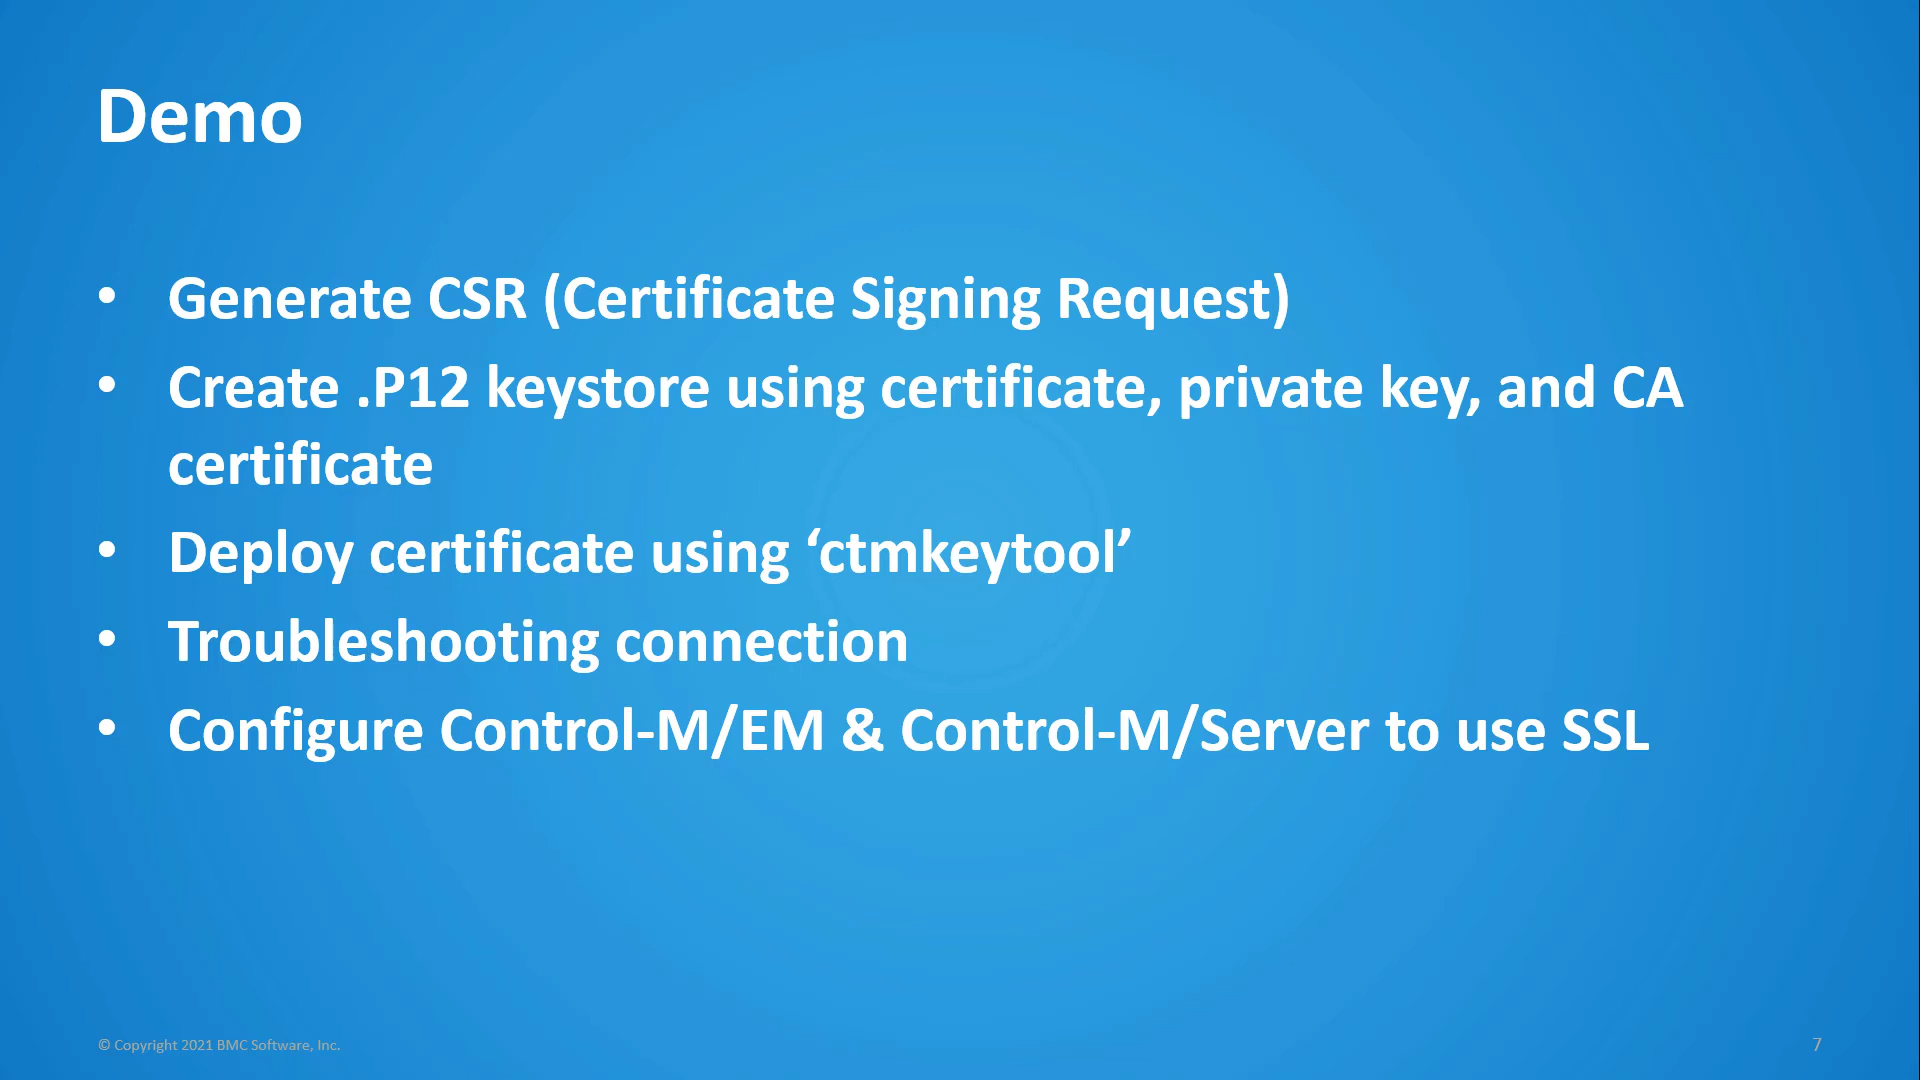 Demo
• Generate CSR (Certificate Signing Request)
• Create .P12 keystore using certificate, private key, and CA
certificate
• Deploy certificate using ‘ctmkeytool’
• Troubleshooting connection
• Configure Control-M/EM & Control-M/Server to use SSL
© Copyright 2021 BMC Software, Inc.
7